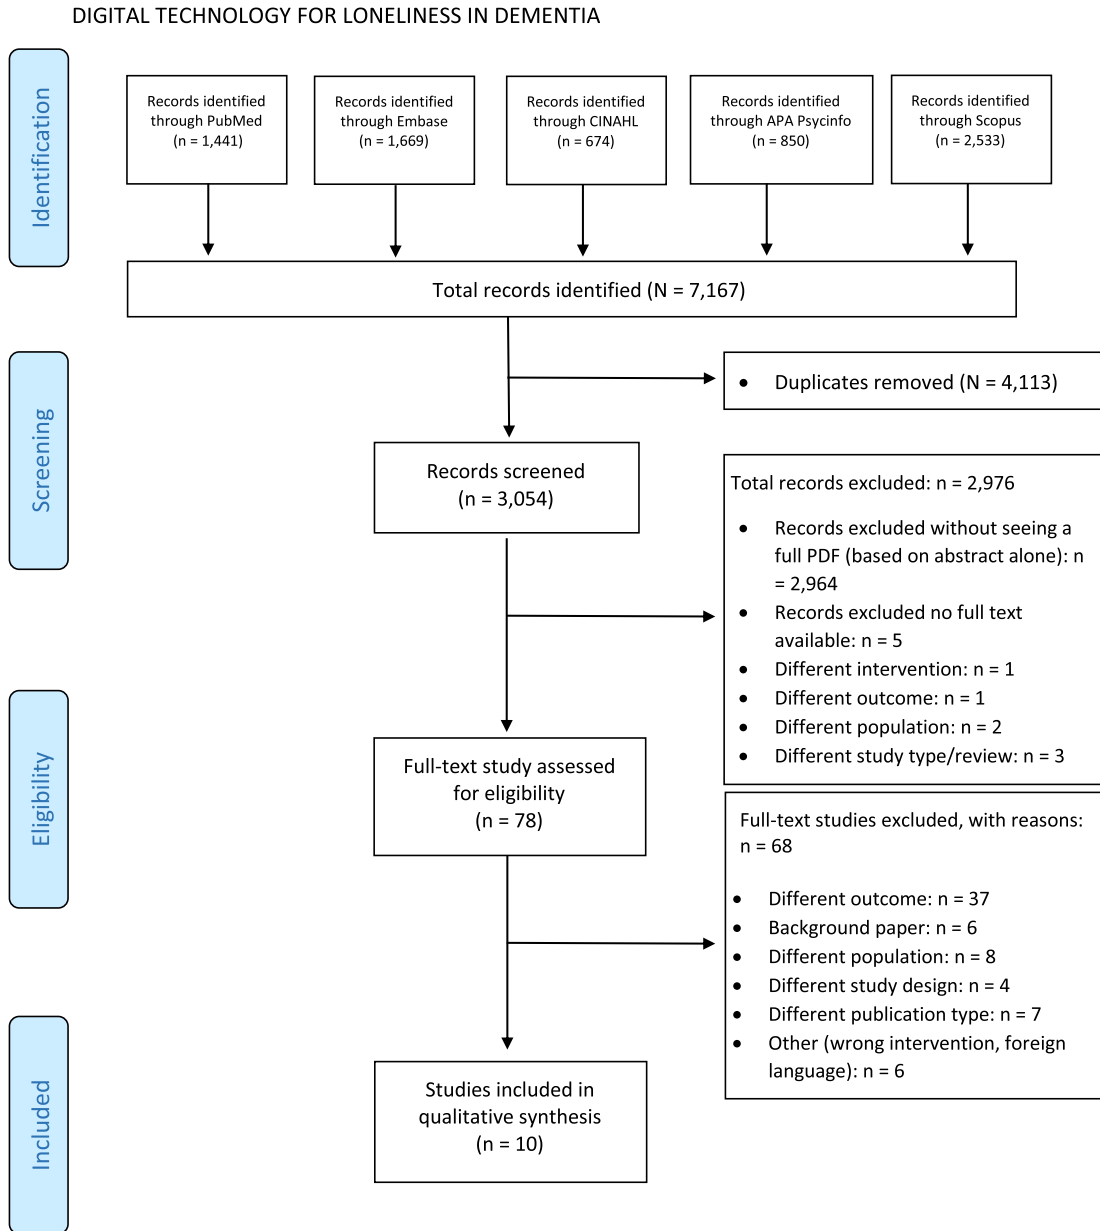 DIGITAL TECHNOLOGY FOR LONELINESS IN DEMENTIA
Identification
Records identified
through PubMed
(n = 1,441)
Records identified
through Embase
(n = 1,669)
Records identified
through CINAHL
(n = 674)
Records identified
through APA Psycinfo
(n = 850)
Records identified
through Scopus
(n = 2,533)
Total records identified (N = 7,167)
Screening
• Duplicates removed (N = 4,113)
Records screened
(n = 3,054)
Total records excluded: n = 2,976
• Records excluded without seeing a
full PDF (based on abstract alone): n
= 2,964
• Records excluded no full text
available: n = 5
• Different intervention: n = 1
• Different outcome: n = 1
• Different population: n = 2
• Different study type/review: n = 3
Eligibility
Full-text study assessed
for eligibility
(n = 78)
Full-text studies excluded, with reasons:
n = 68
• Different outcome: n = 37
• Background paper: n = 6
• Different population: n = 8
• Different study design: n = 4
• Different publication type: n = 7
• Other (wrong intervention, foreign
language): n = 6
Included
Studies included in
qualitative synthesis
(n = 10)